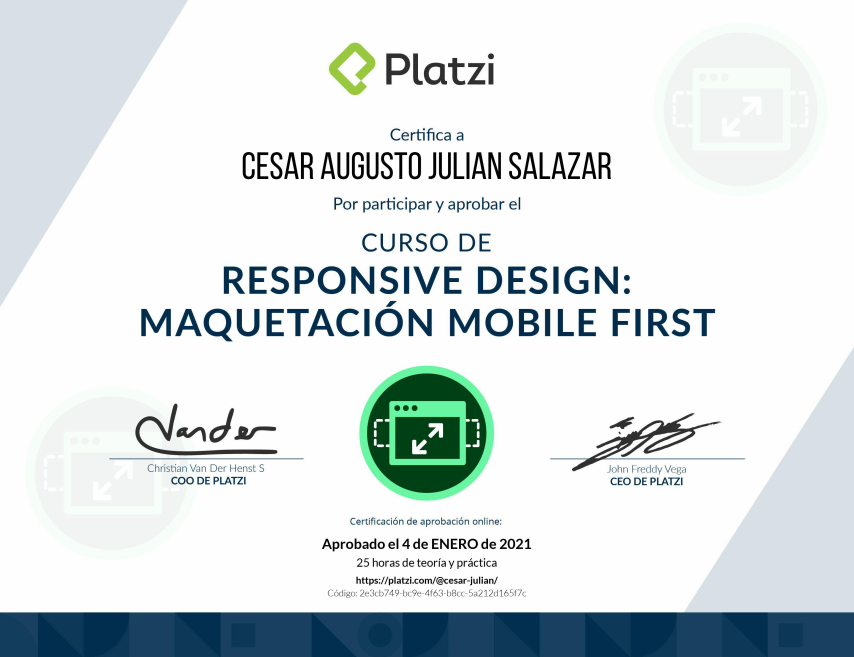 Platzi
Certifica a
CESAR AUGUSTO JULIAN SALAZAR
Por participar y aprobar el
CURSO DE
RESPONSIVE DESIGN:
MAQUETACIÓN MOBILE FIRST
Vander
Christian Van Der Henst S
COO DE PLATZI
John Freddy Vega
CEO DE PLATZI
Certificación de aprobación online:
Aprobado el 4 de ENERO de 2021
25 horas de teoría y práctica
https://platzi.com/@cesar-julian/
Código: 2e3cb749-bc9e-4f63-b8cc-5a212d165f7c